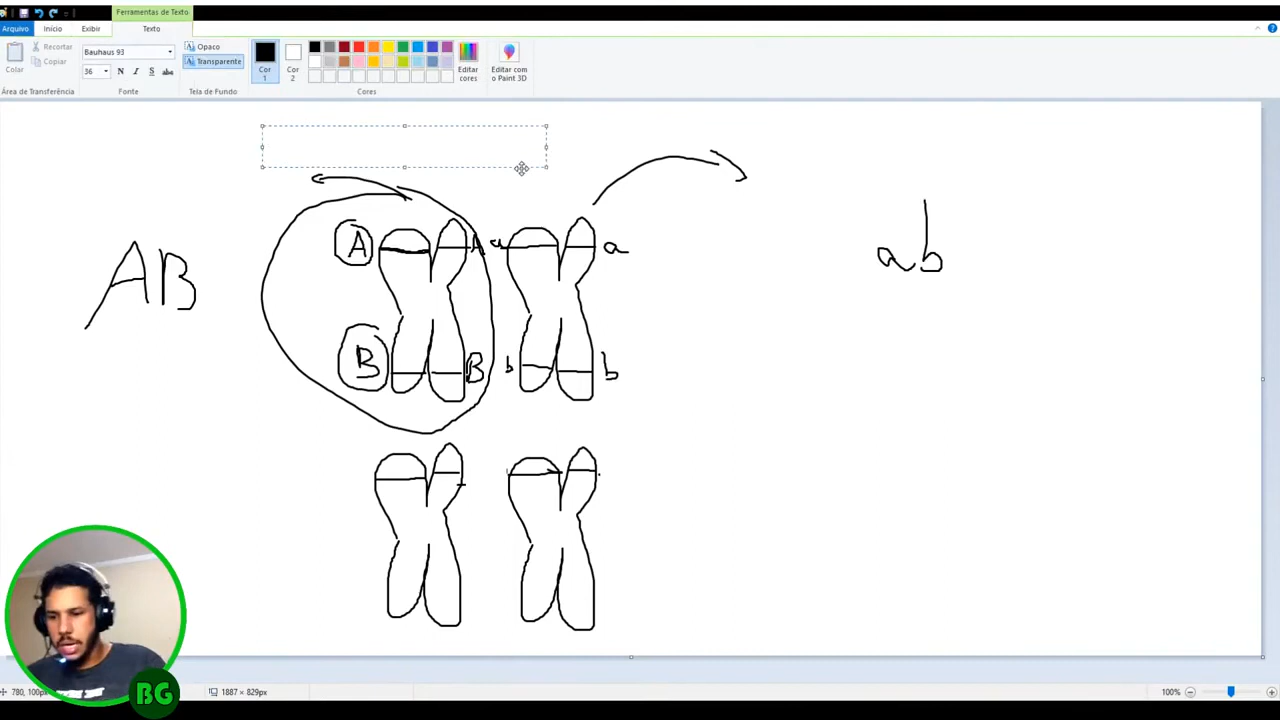 Ferramentas de Texto
Arquivo Início Exibir Texto
Colar
Recortar
Copiar
Bauhaus 93
36 N I S abc
Opaco
Transparente
Cor 1
Cor 2
Editar cores
Editar com o Paint 3D
Área de Transferência Fonte Tela de Fundo Cores
A A a a
AB
ab
B B b b
BG
780, 100px 1887 × 829px 100%